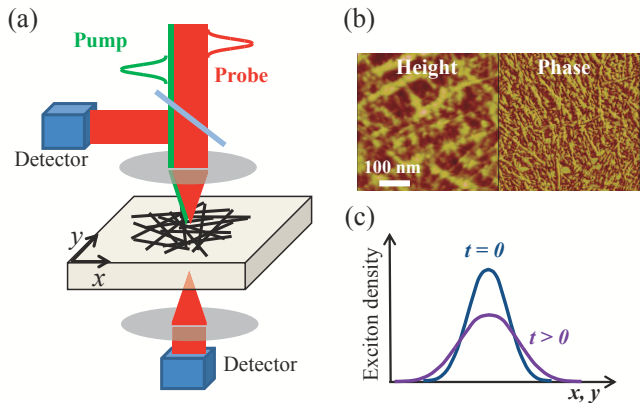 (a)
Pump
Probe
Detector
y
x
Detector
(b)
Height
Phase
100 nm
(c)
Exciton density
t = 0
t > 0
x, y